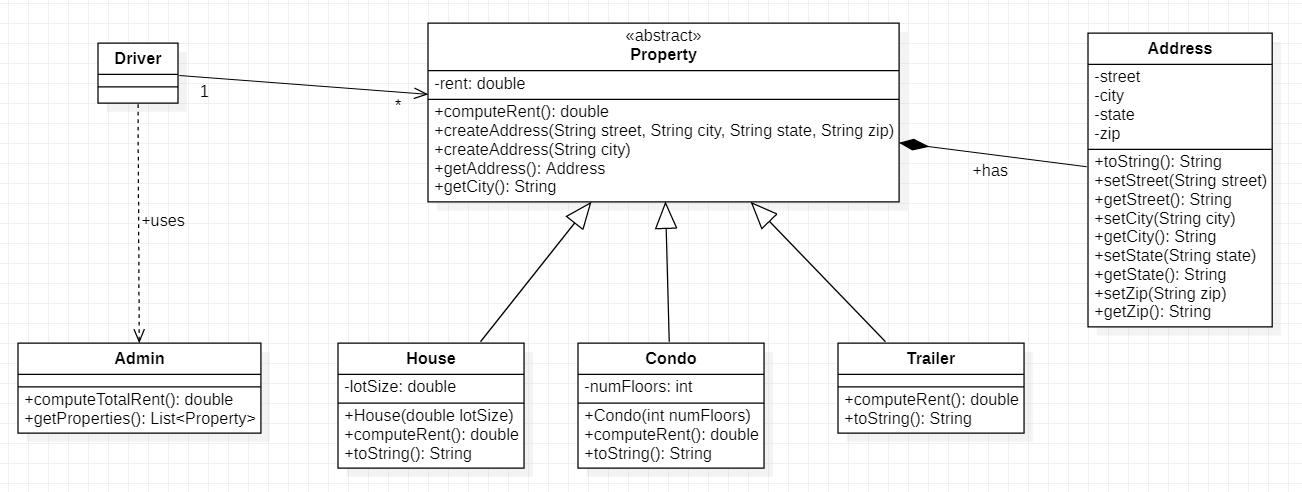 Driver
1
*
+uses
«abstract»
Property
-rent: double
+computeRent(): double
+createAddress(String street, String city, String state, String zip)
+createAddress(String city)
+getAddress(): Address
+getCity(): String
+has
Address
-street
-city
-state
-zip
+toString(): String
+setStreet(String street)
+getStreet(): String
+setCity(String city)
+getCity(): String
+setState(String state)
+getState(): String
+setZip(String zip)
+getZip(): String
Admin
+computeTotalRent(): double
+getProperties(): List<Property>
House
-lotSize: double
+House(double lotSize)
+computeRent(): double
+toString(): String
Condo
-numFloors: int
+Condo(int numFloors)
+computeRent(): double
+toString(): String
Trailer
+computeRent(): double
+toString(): String